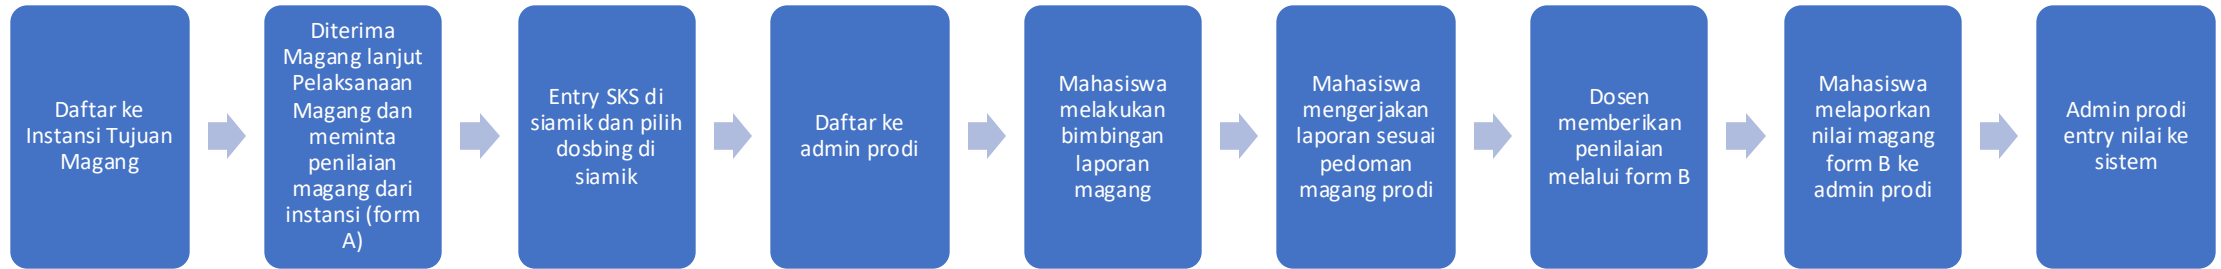 Daftar ke
Instansi Tujuan
Magang
Diterima
Magang lanjut
Pelaksanaan
Magang dan
meminta
penilaian
magang dari
instansi (form
A)
Entry SKS di
siamik dan pilih
dosbing di
siamik
Daftar ke
admin prodi
Mahasiswa
melakukan
bimbingan
laporan
magang
Mahasiswa
mengerjakan
laporan sesuai
pedoman
magang prodi
Dosen
memberikan
penilaian
melalui form B
Mahasiswa
melaporkan
nilai magang
form B ke
admin prodi
Admin prodi
entry nilai ke
sistem